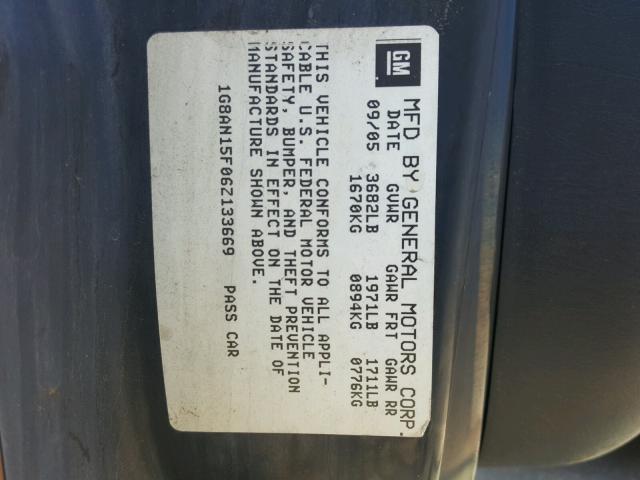 GM
MFD BY GENERAL MOTORS CORP.
DATE GVWR GAWR FRT GAWR RR
09/05 3682LB 1971LB 1711LB
1670KG 0894KG 0776KG
THIS VEHICLE CONFORMS TO ALL APPLI-
CABLE U.S. FEDERAL MOTOR VEHICLE
SAFETY, BUMPER, AND THEFT PREVENTION
STANDARDS IN EFFECT ON THE DATE OF
MANUFACTURE SHOWN ABOVE.
1G8AN15F06Z133669 PASS CAR